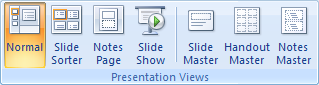 Normal Slide Notes Slide Slide Handout Notes
Sorter Page Show Master Master Master
Presentation Views